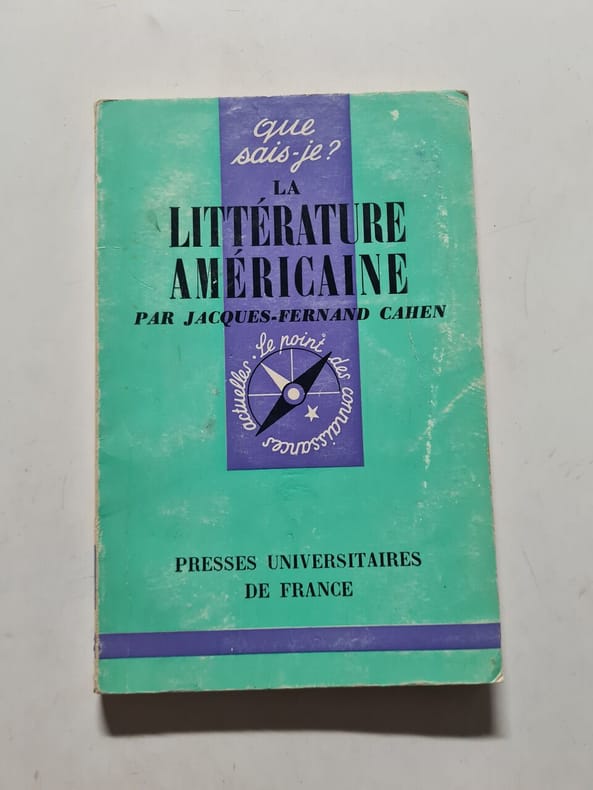 que
sais-je?
LA
LITTÉRATURE
AMÉRICAINE
PAR JACQUES-FERNAND CAHEN
Le point des connaissances actuelles.
PRESSES UNIVERSITAIRES
DE FRANCE